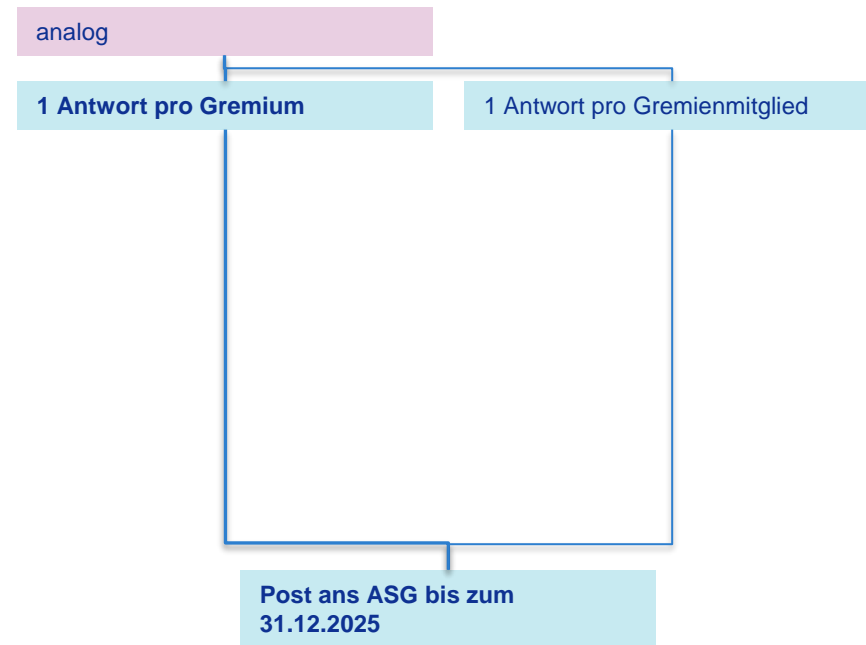 analog
1 Antwort pro Gremium
1 Antwort pro Gremienmitglied
Post ans ASG bis zum
31.12.2025